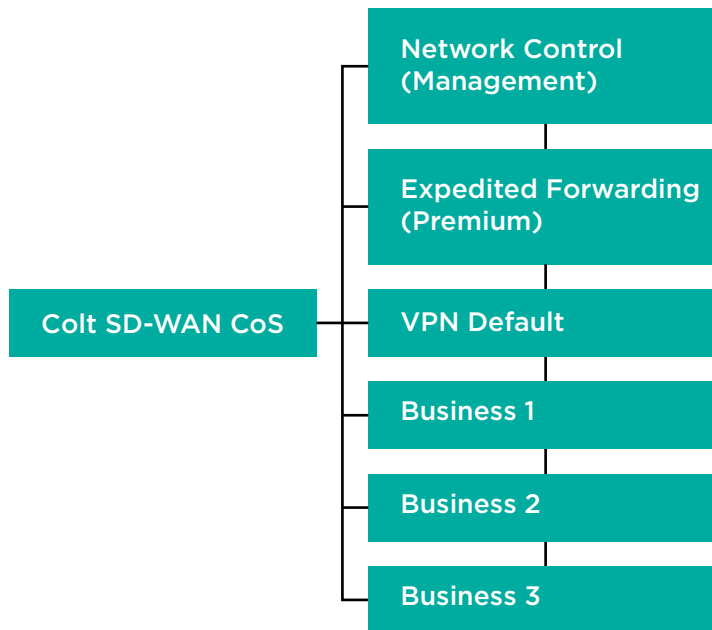 Network Control
(Management)
Expedited Forwarding
(Premium)
Colt SD-WAN CoS
VPN Default
Business 1
Business 2
Business 3